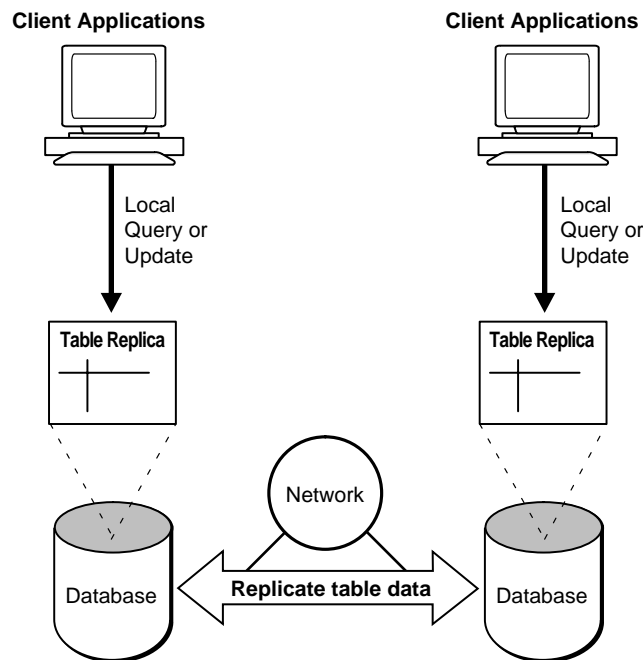 Client Applications
Client Applications
Local
Query or
Update
Local
Query or
Update
Table Replica
Table Replica
Network
Database
Replicate table data
Database